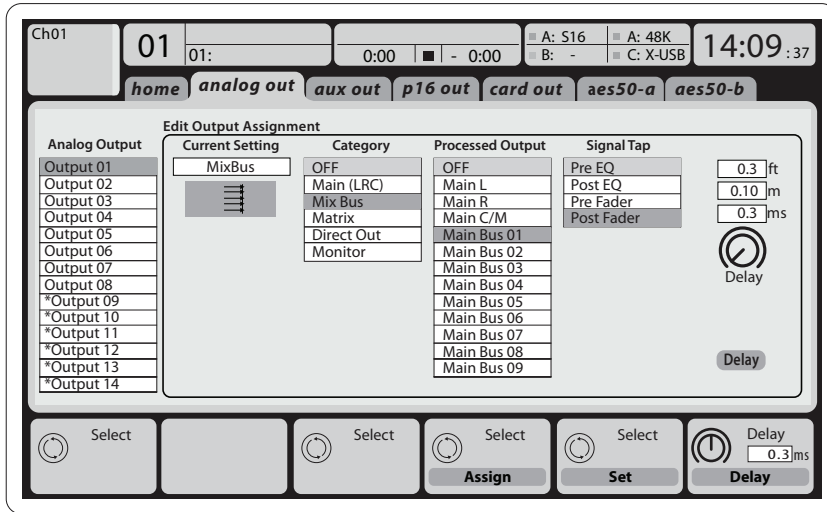 Ch01
01
01:
0:00 - 0:00
A: S16
B: -
A: 48K
C: X-USB
14:09 :37
home
analog out
aux out
p16 out
card out
aes50-a
aes50-b
Edit Output Assignment
Analog Output
Output 01
Output 02
Output 03
Output 04
Output 05
Output 06
Output 07
Output 08
*Output 09
*Output 10
*Output 11
*Output 12
*Output 13
*Output 14
Current Setting
MixBus
Category
OFF
Main (LRC)
Mix Bus
Matrix
Direct Out
Monitor
Processed Output
OFF
Main L
Main R
Main C/M
Main Bus 01
Main Bus 02
Main Bus 03
Main Bus 04
Main Bus 05
Main Bus 06
Main Bus 07
Main Bus 08
Main Bus 09
Signal Tap
Pre EQ
Post EQ
Pre Fader
Post Fader
0.3 ft
0.10 m
0.3 ms
Delay
Delay
Select
Select
Select
Assign
Select
Set
Delay
0.3 ms
Delay